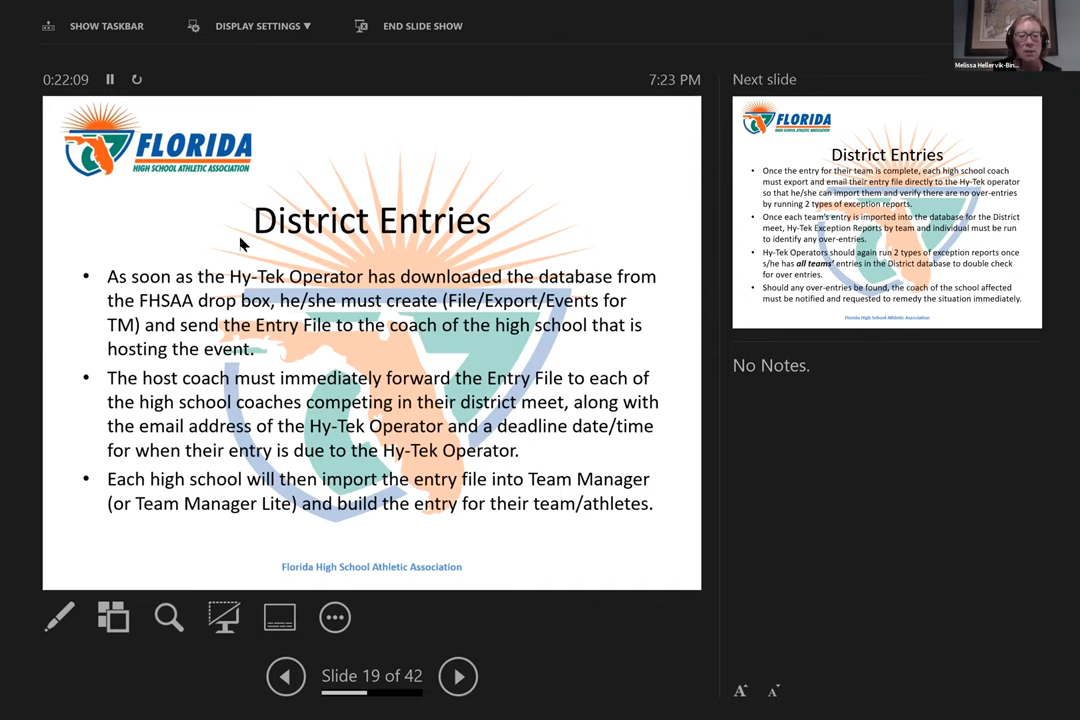 SHOW TASKBAR
DISPLAY SETTINGS ▼
END SLIDE SHOW
Melissa Hellervik-Bin...
0:22:09
7:23 PM
Next slide
FLORIDA
HIGH SCHOOL ATHLETIC ASSOCIATION
District Entries
• As soon as the Hy-Tek Operator has downloaded the database from
the FHSAA drop box, he/she must create (File/Export/Events for
TM) and send the Entry File to the coach of the high school that is
hosting the event.
• The host coach must immediately forward the Entry File to each of
the high school coaches competing in their district meet, along with
the email address of the Hy-Tek Operator and a deadline date/time
for when their entry is due to the Hy-Tek Operator.
• Each high school will then import the entry file into Team Manager
(or Team Manager Lite) and build the entry for their team/athletes.
Florida High School Athletic Association
FLORIDA
HIGH SCHOOL ATHLETIC ASSOCIATION
District Entries
• Once the entry for their team is complete, each high school coach
must export and email their entry file directly to the Hy-Tek operator
so that he/she can import them and verify there are no over-entries
by running 2 types of exception reports.
• Once each team's entry is imported into the database for the District
meet, Hy-Tek Exception Reports by team and individual must be run
to identify any over-entries.
• Hy-Tek Operators should again run 2 types of exception reports once
s/he has all teams' entries in the District database to double check
for over entries.
• Should any over-entries be found, the coach of the school affected
must be notified and requested to remedy the situation immediately.
Florida High School Athletic Association
No Notes.
Slide 19 of 42
A A